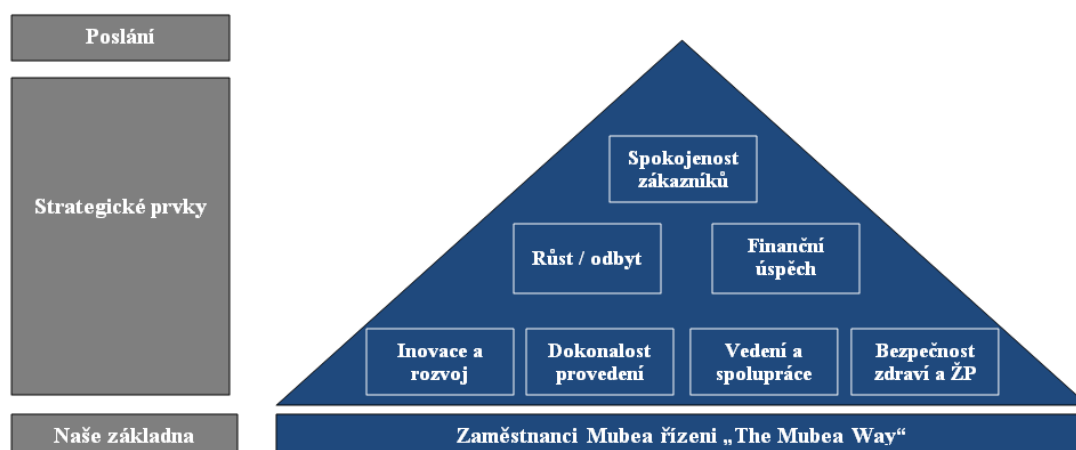 Poslání
Strategické prvky
Spokojenost
zákazníků
Růst / odbyt
Finanční
úspěch
Inovace a
rozvoj
Dokonalost
provedení
Vedení a
spolupráce
Bezpečnost
zdraví a ŽP
Naše základna
Zaměstnanci Mubea řízeni „The Mubea Way“